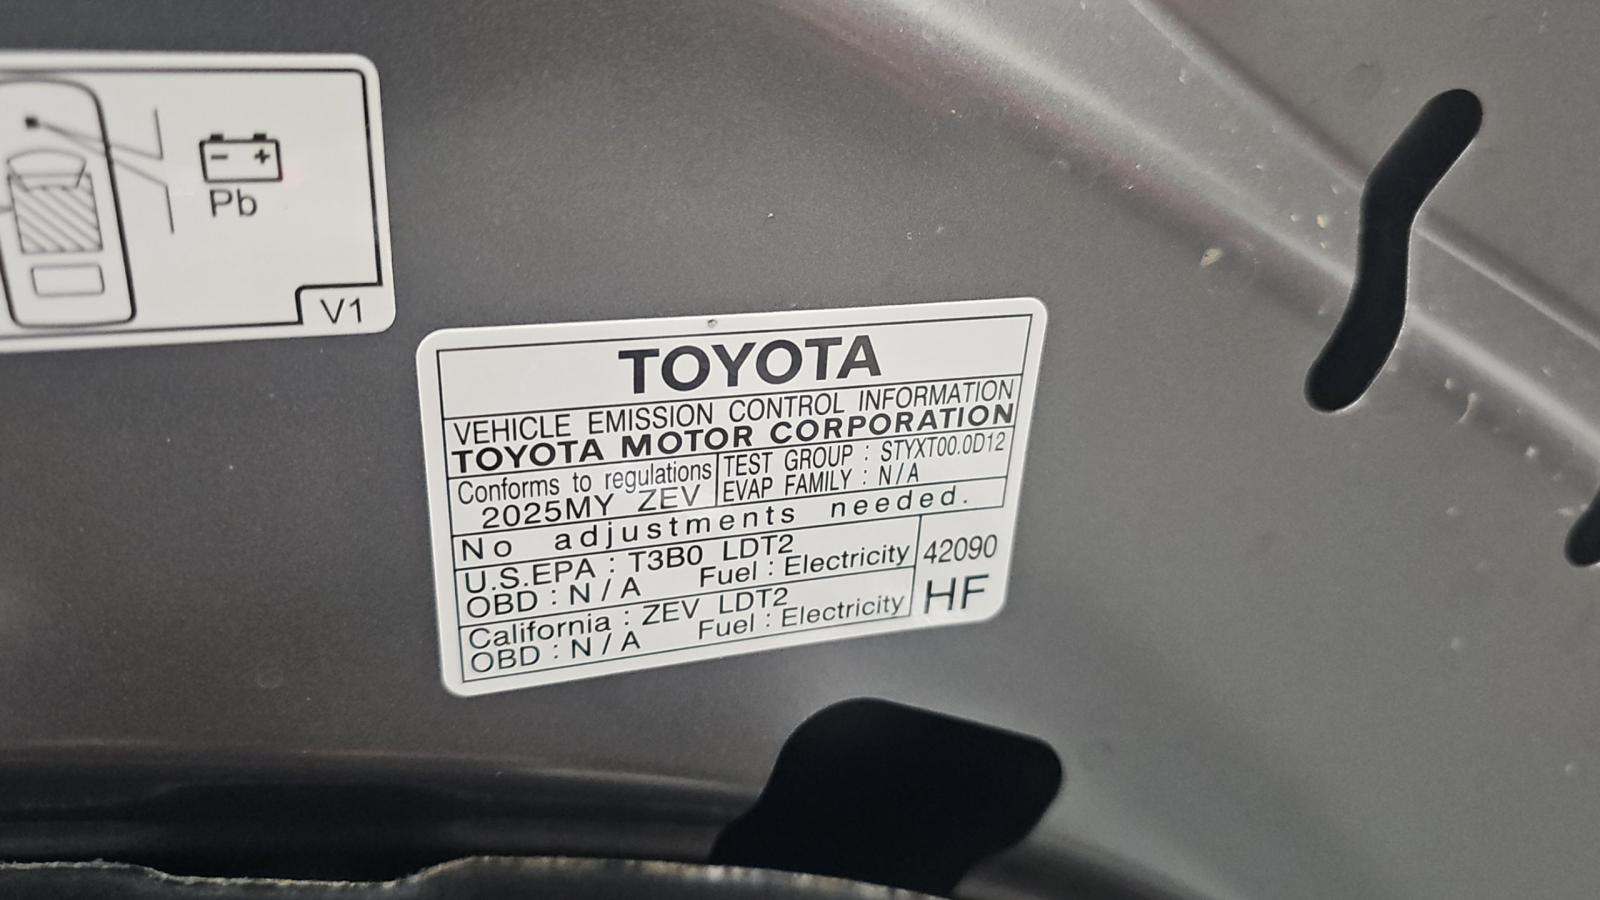 - +
Pb
V1
TOYOTA
VEHICLE EMISSION CONTROL INFORMATION
TOYOTA MOTOR CORPORATION
Conforms to regulations
2025MY ZEV
TEST GROUP : STYXT00.0D12
EVAP FAMILY : N/A
No adjustments needed.
U.S.EPA : T3B0 LDT2
OBD : N/A Fuel : Electricity
California : ZEV LDT2
OBD : N/A Fuel : Electricity
42090
HF